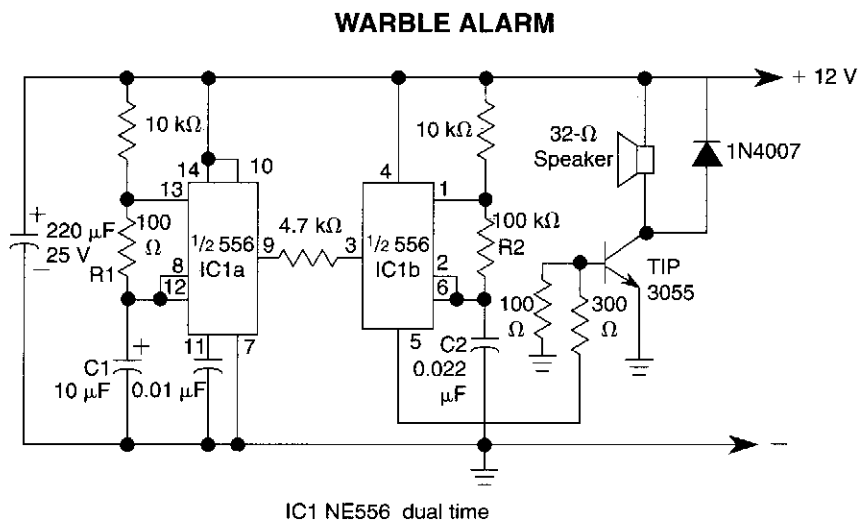 WARBLE ALARM
+ 12 V
10 kΩ
14
10
13
100
Ω
R1
+
220 µF
25 V
−
8
12
1/2 556
IC1a
9
4.7 kΩ
3
4
1/2 556
IC1b
1
2
6
5
10 kΩ
100 kΩ
R2
32-Ω
Speaker
1N4007
TIP
3055
100
Ω
300
Ω
+
C1
10 µF
11
0.01 µF
7
C2
0.022
µF
−
IC1 NE556 dual time